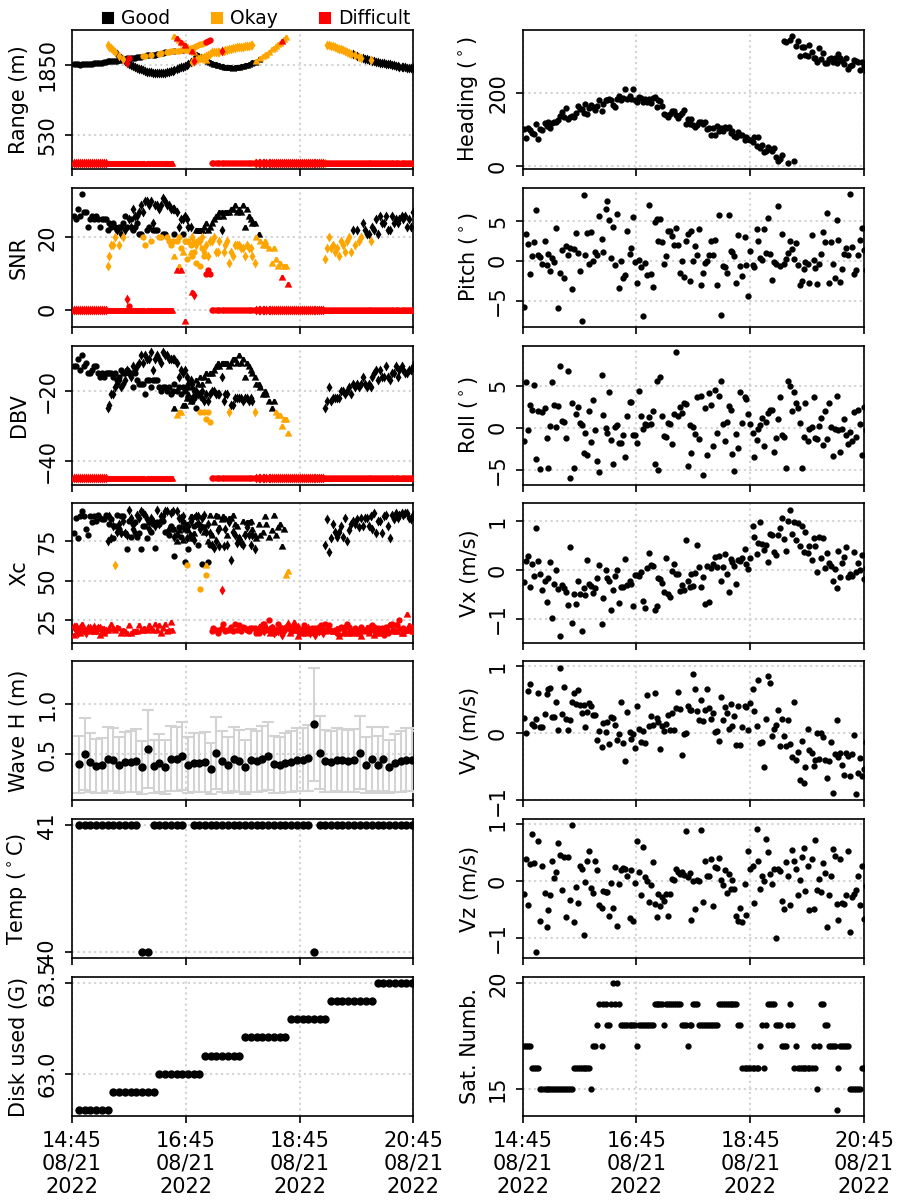 Good Okay Difficult
Range (m)
1850
530
Heading (°)
200
0
SNR
20
0
Pitch (°)
5
0
−5
DBV
−20
−40
Roll (°)
5
0
−5
Xc
75
50
25
Vx (m/s)
1
0
−1
Wave H (m)
1.0
0.5
Vy (m/s)
1
0
−1
Temp (°C)
41
40
Vz (m/s)
1
0
−1
Disk used (G)
63.5
63.0
Sat. Numb.
20
15
14:45 16:45 18:45 20:45 14:45 16:45 18:45 20:45
08/21 08/21 08/21 08/21 08/21 08/21 08/21 08/21
2022 2022 2022 2022 2022 2022 2022 2022